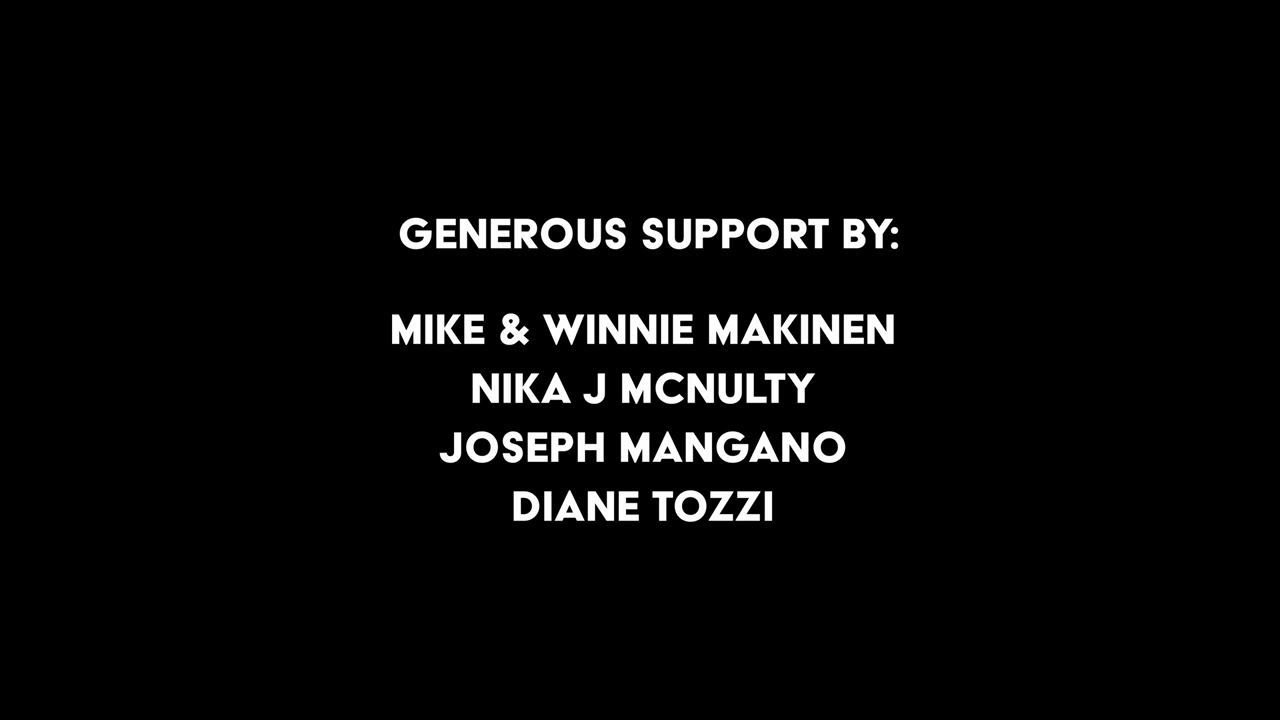 GENEROUS SUPPORT BY:
MIKE & WINNIE MAKINEN
NIKA J MCNULTY
JOSEPH MANGANO
DIANE TOZZI